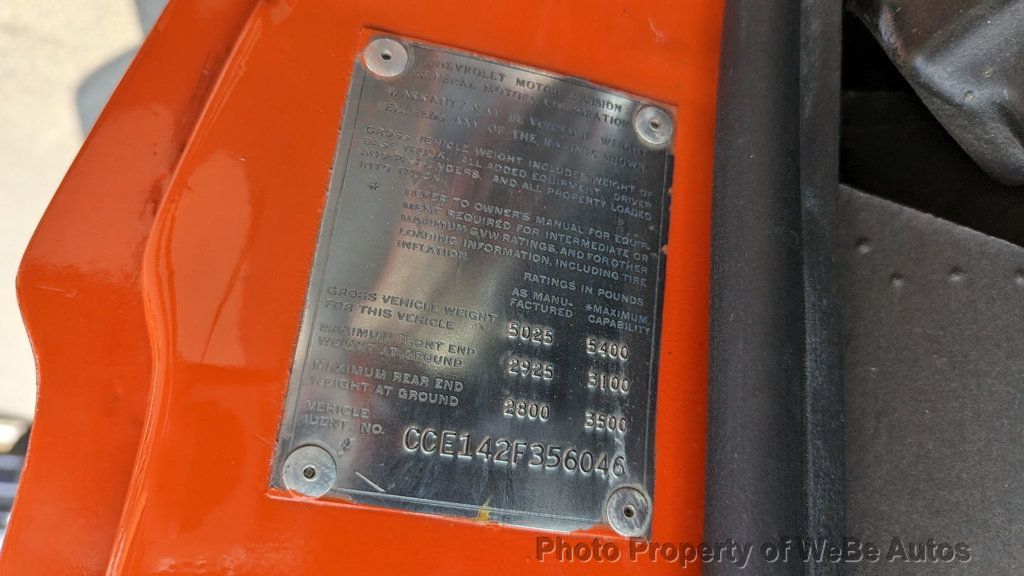 CHEVROLET MOTOR DIVISION
GENERAL MOTORS CORPORATION
WARRANTY MAY BE VOIDED IF WEIGHT
EXCEEDS ANY OF THE RATINGS SHOWN
GROSS VEHICLE WEIGHT INCLUDES WEIGHT OF
BASE TRUCK, ALL ADDED EQUIPMENT, DRIVER
AND PASSENGERS, AND ALL PROPERTY LOADED
INTO TRUCK.
* REFER TO OWNER'S MANUAL FOR EQUIP-
MENT REQUIRED FOR INTERMEDIATE OR
MAXIMUM GVW RATINGS, AND FOR OTHER
LOADING INFORMATION, INCLUDING TIRE
INFLATION.
RATINGS IN POUNDS
AS MANU- *MAXIMUM
FACTURED CAPABILITY
GROSS VEHICLE WEIGHT
FOR THIS VEHICLE 5025 5400
MAXIMUM FRONT END
WEIGHT AT GROUND 2925 3100
MAXIMUM REAR END
WEIGHT AT GROUND 2800 3500
VEHICLE
IDENT. NO. CCE142F356046
Photo Property of WeBe Autos